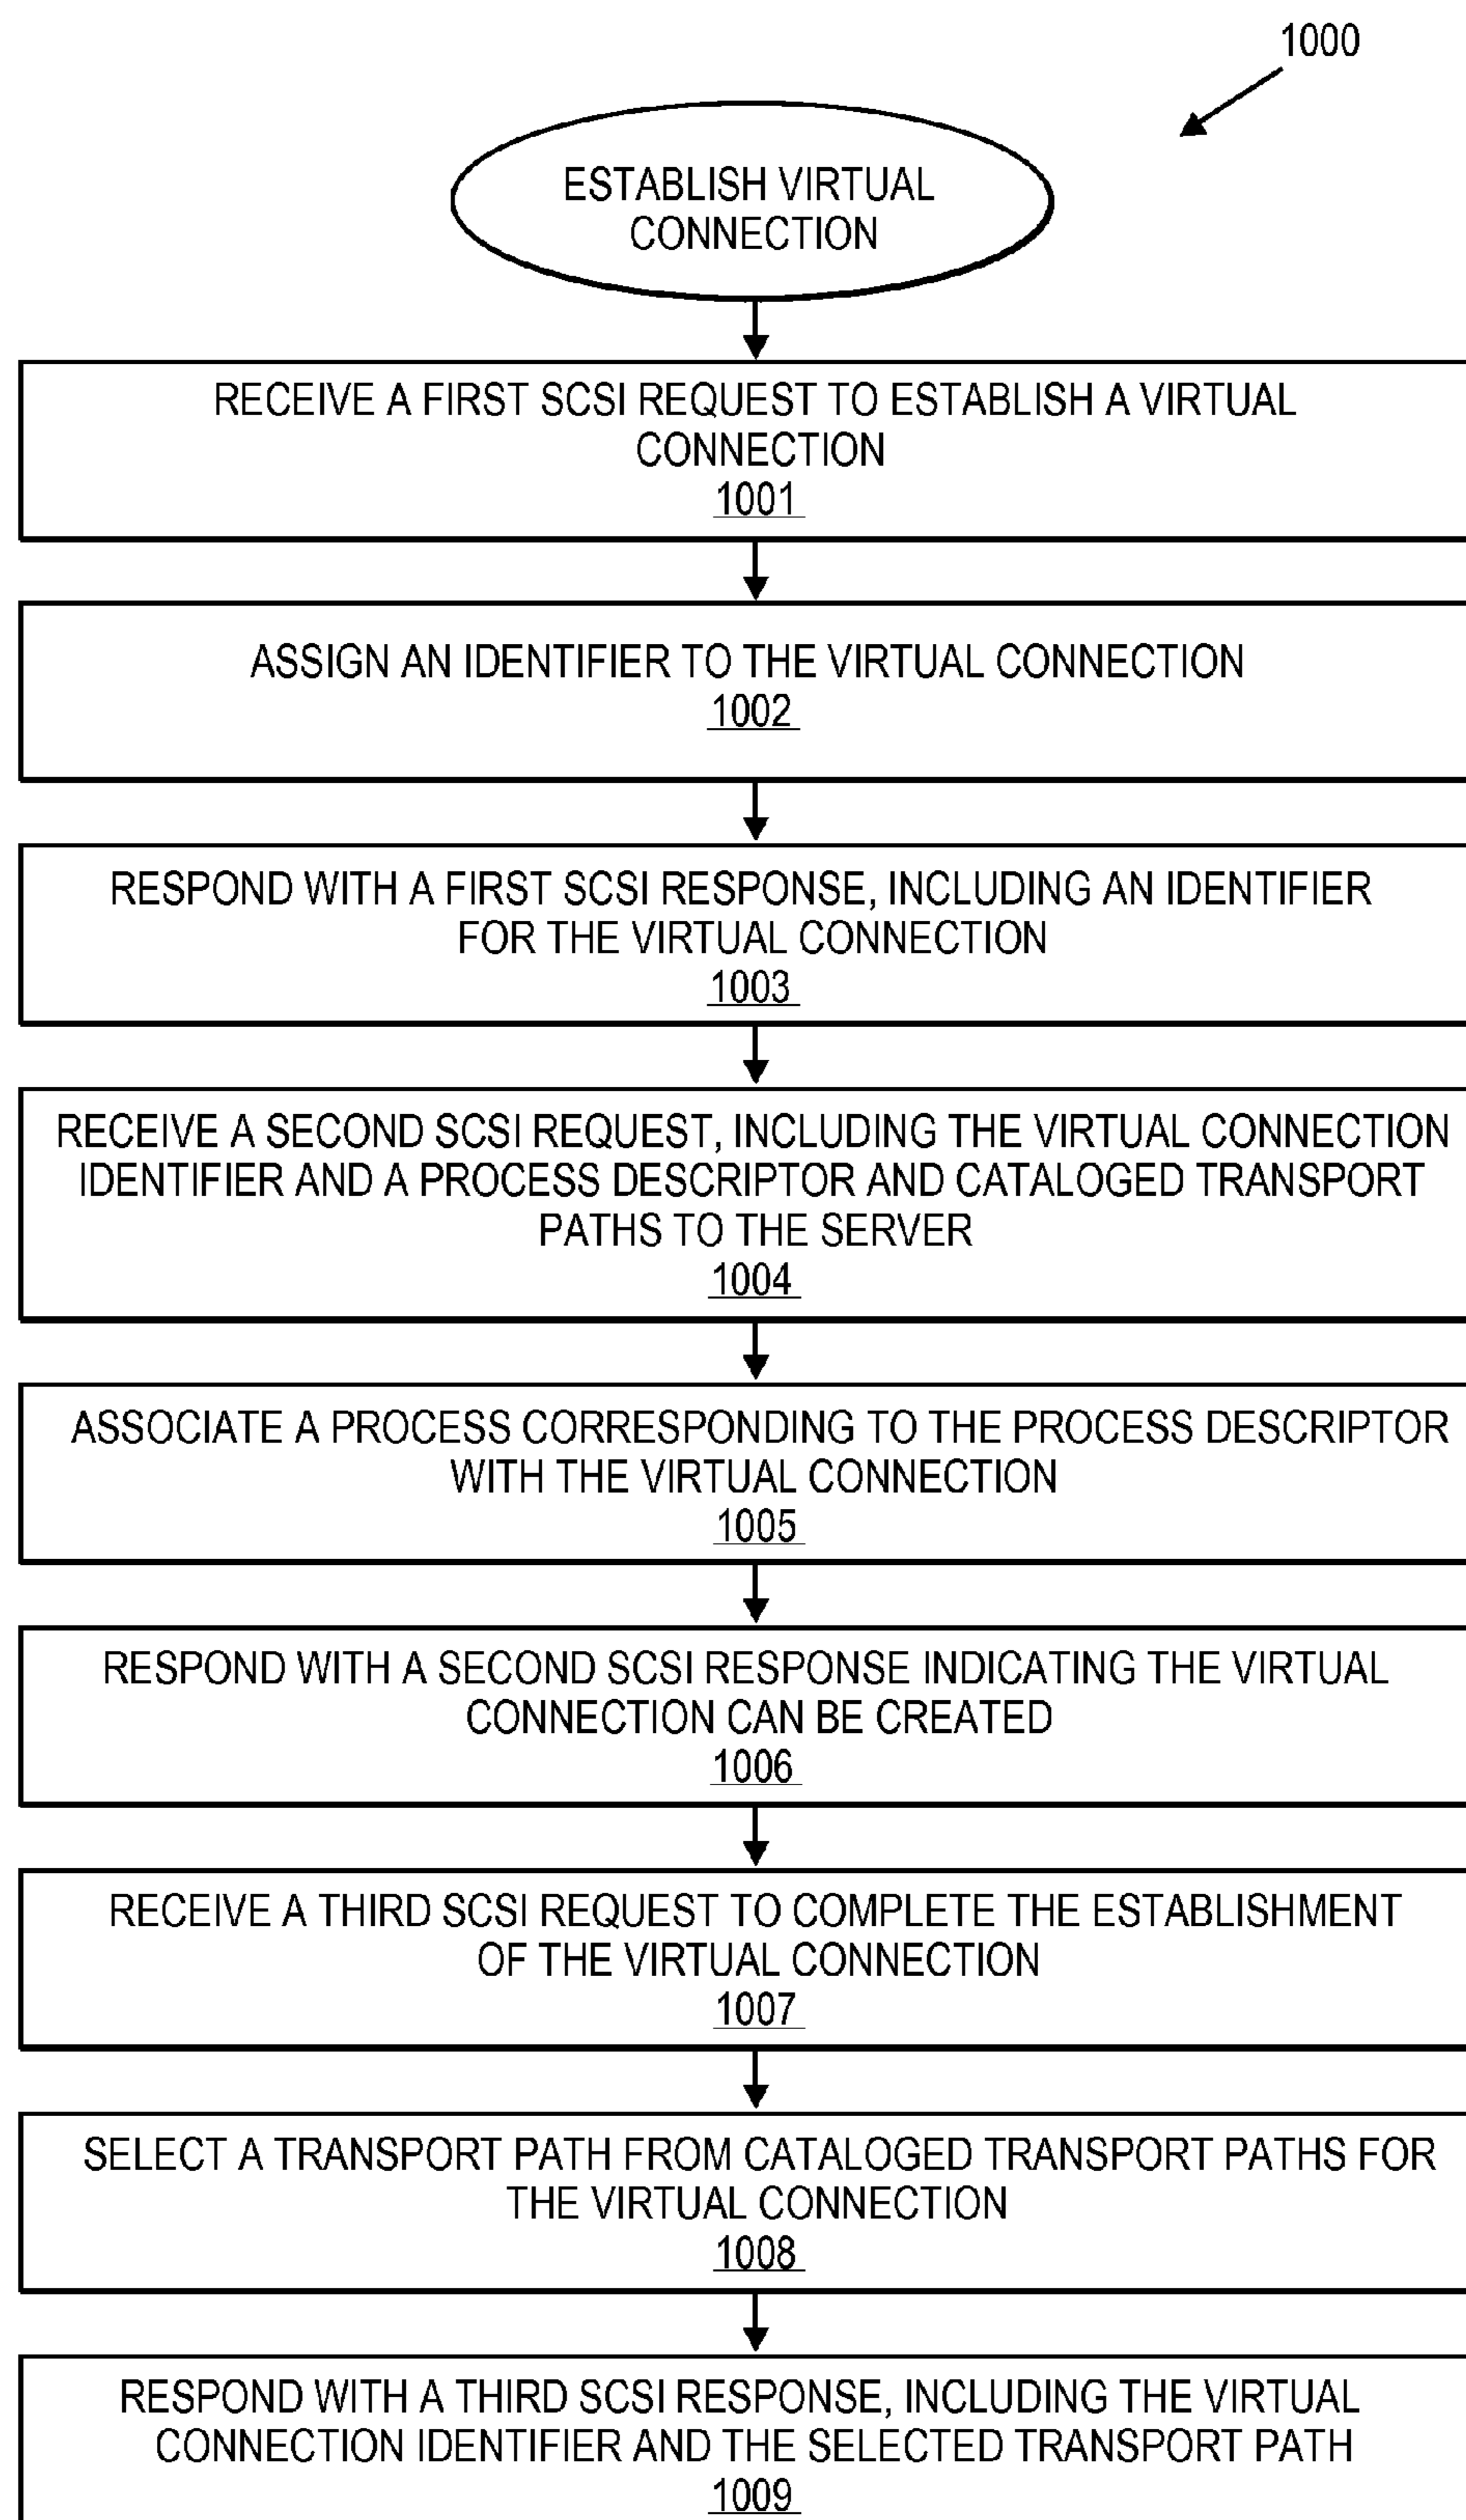 1000
ESTABLISH VIRTUAL
CONNECTION
RECEIVE A FIRST SCSI REQUEST TO ESTABLISH A VIRTUAL
CONNECTION
1001
ASSIGN AN IDENTIFIER TO THE VIRTUAL CONNECTION
1002
RESPOND WITH A FIRST SCSI RESPONSE, INCLUDING AN IDENTIFIER
FOR THE VIRTUAL CONNECTION
1003
RECEIVE A SECOND SCSI REQUEST, INCLUDING THE VIRTUAL CONNECTION
IDENTIFIER AND A PROCESS DESCRIPTOR AND CATALOGED TRANSPORT
PATHS TO THE SERVER
1004
ASSOCIATE A PROCESS CORRESPONDING TO THE PROCESS DESCRIPTOR
WITH THE VIRTUAL CONNECTION
1005
RESPOND WITH A SECOND SCSI RESPONSE INDICATING THE VIRTUAL
CONNECTION CAN BE CREATED
1006
RECEIVE A THIRD SCSI REQUEST TO COMPLETE THE ESTABLISHMENT
OF THE VIRTUAL CONNECTION
1007
SELECT A TRANSPORT PATH FROM CATALOGED TRANSPORT PATHS FOR
THE VIRTUAL CONNECTION
1008
RESPOND WITH A THIRD SCSI RESPONSE, INCLUDING THE VIRTUAL
CONNECTION IDENTIFIER AND THE SELECTED TRANSPORT PATH
1009